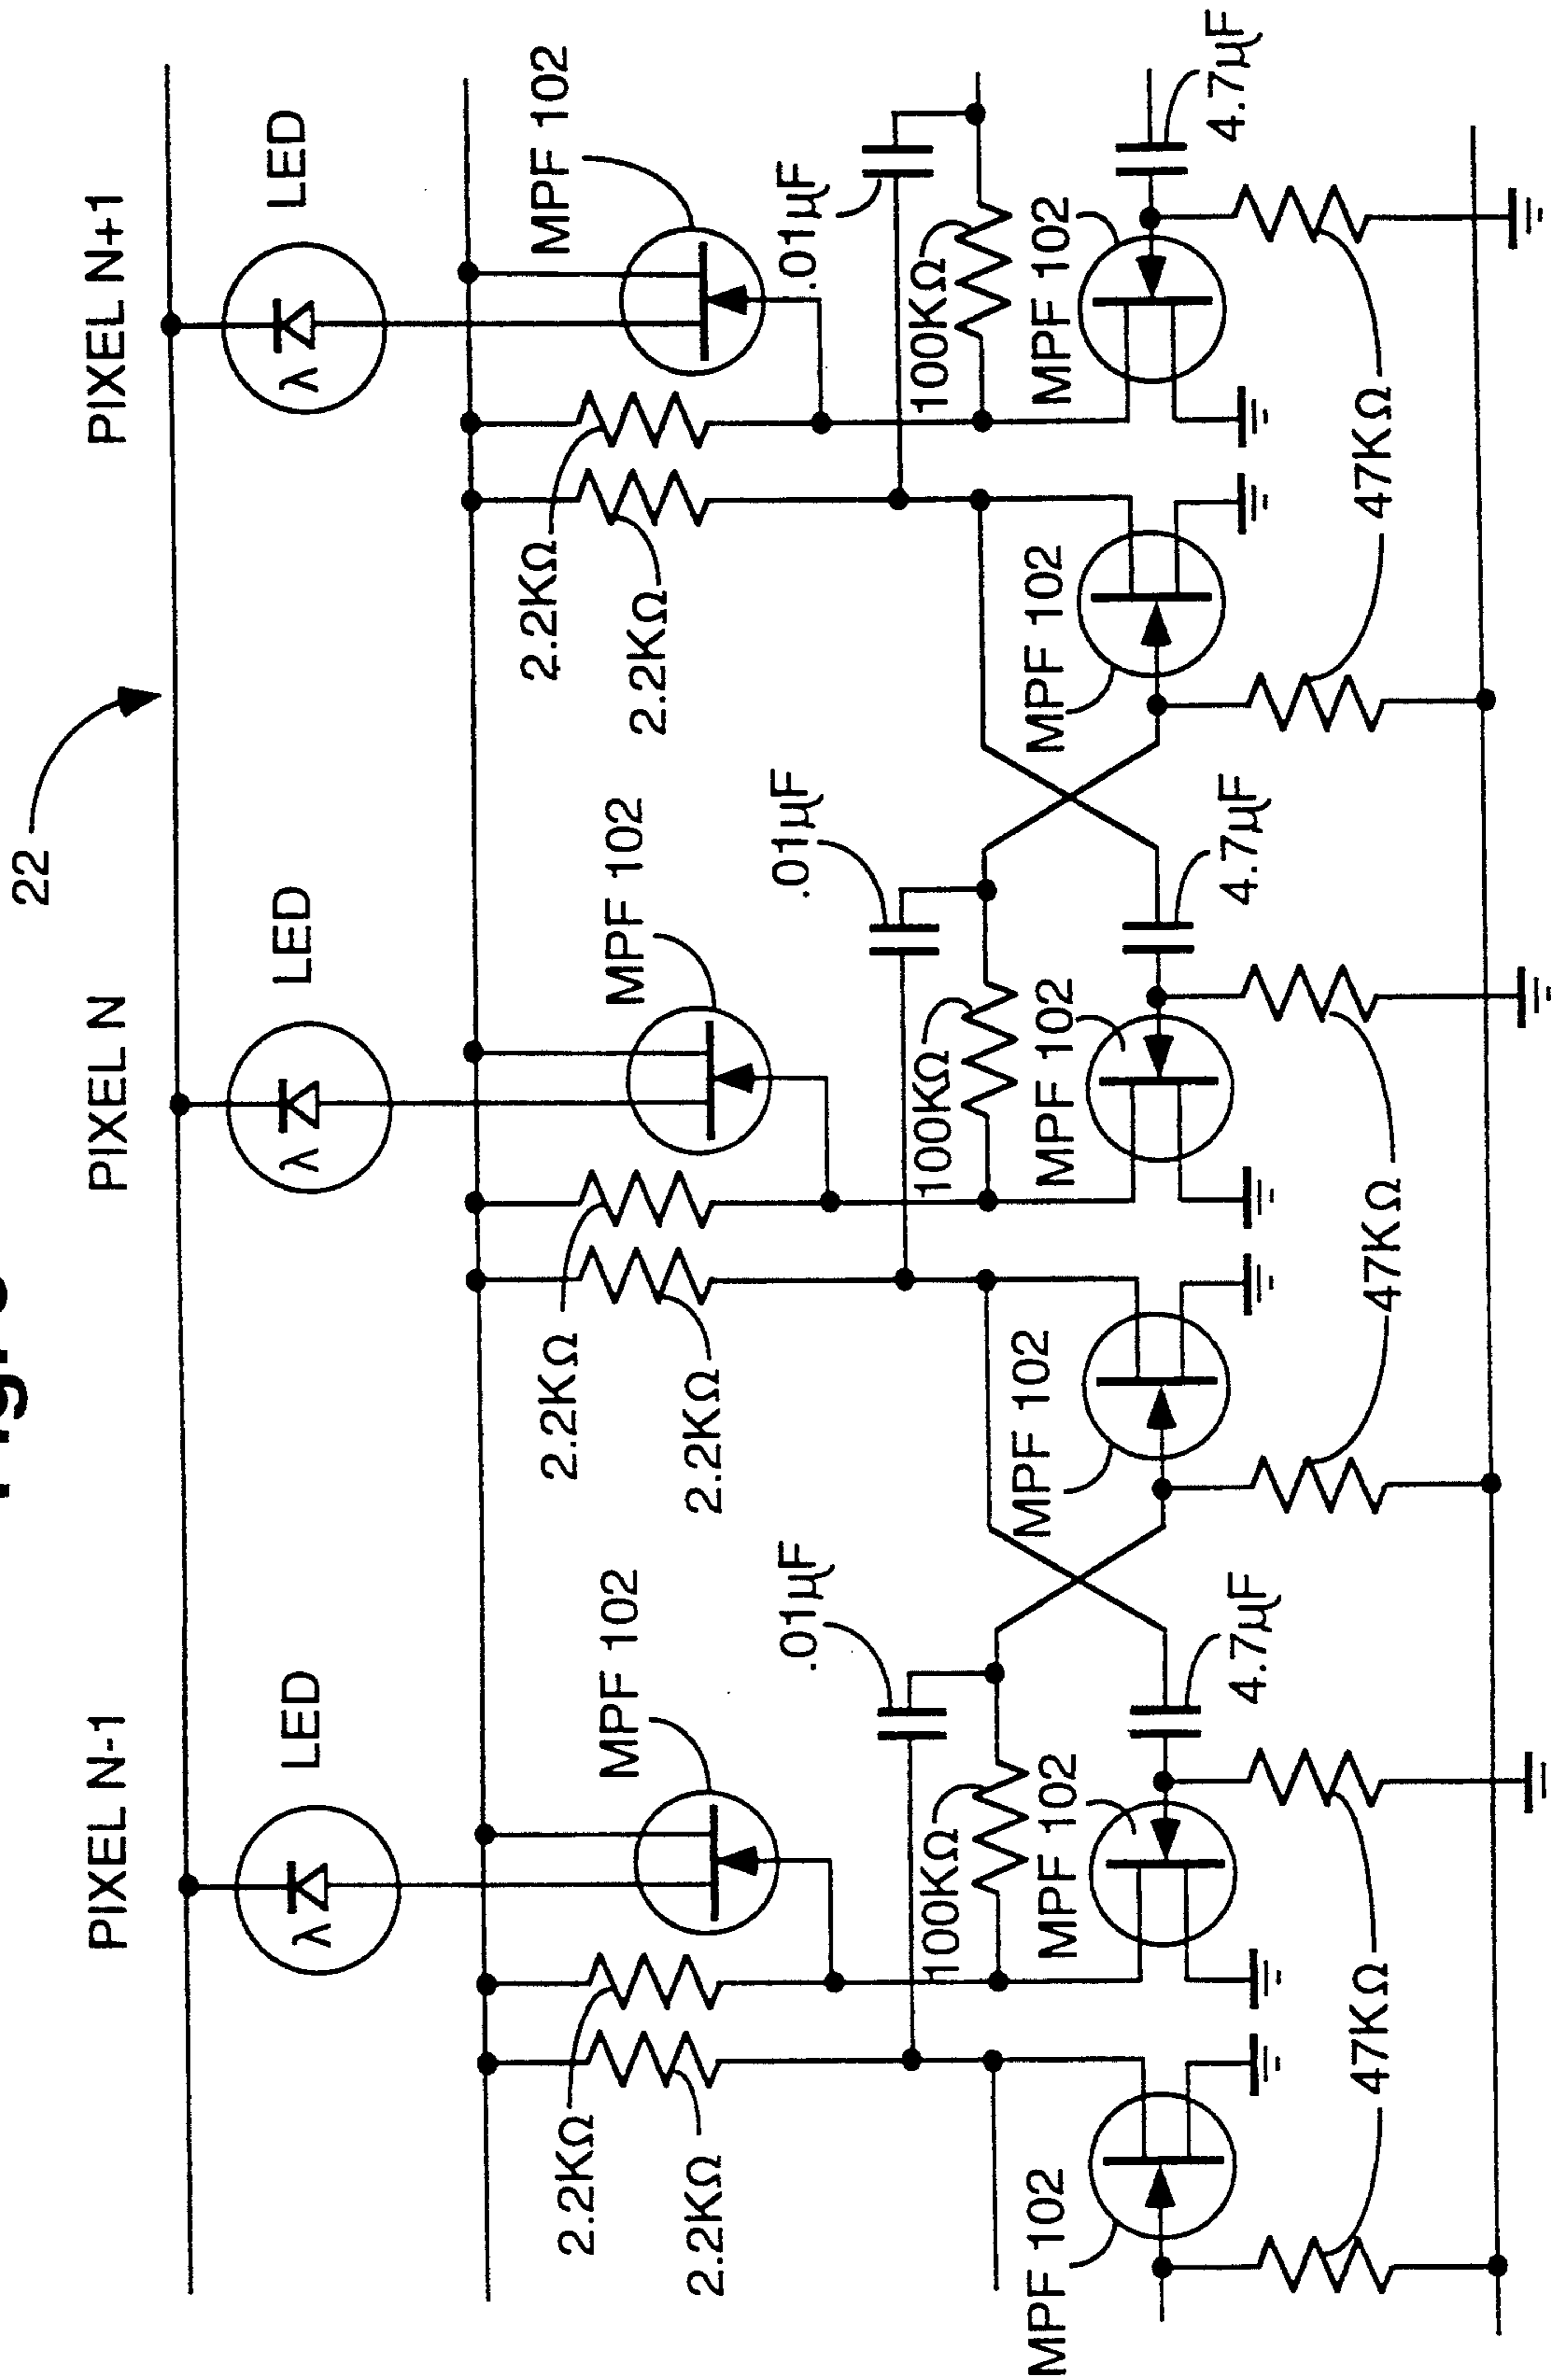 22
PIXEL N-1
PIXEL N
PIXEL N+1
LED
LED
LED
λ
λ
λ
MPF 102
MPF 102
MPF 102
2.2KΩ
2.2KΩ
2.2KΩ
2.2KΩ
2.2KΩ
2.2KΩ
.01µF
.01µF
.01µF
100KΩ
100KΩ
100KΩ
MPF 102
MPF 102
MPF 102
MPF 102
MPF 102
MPF 102
4.7µF
4.7µF
4.7µF
47KΩ
47KΩ
47KΩ